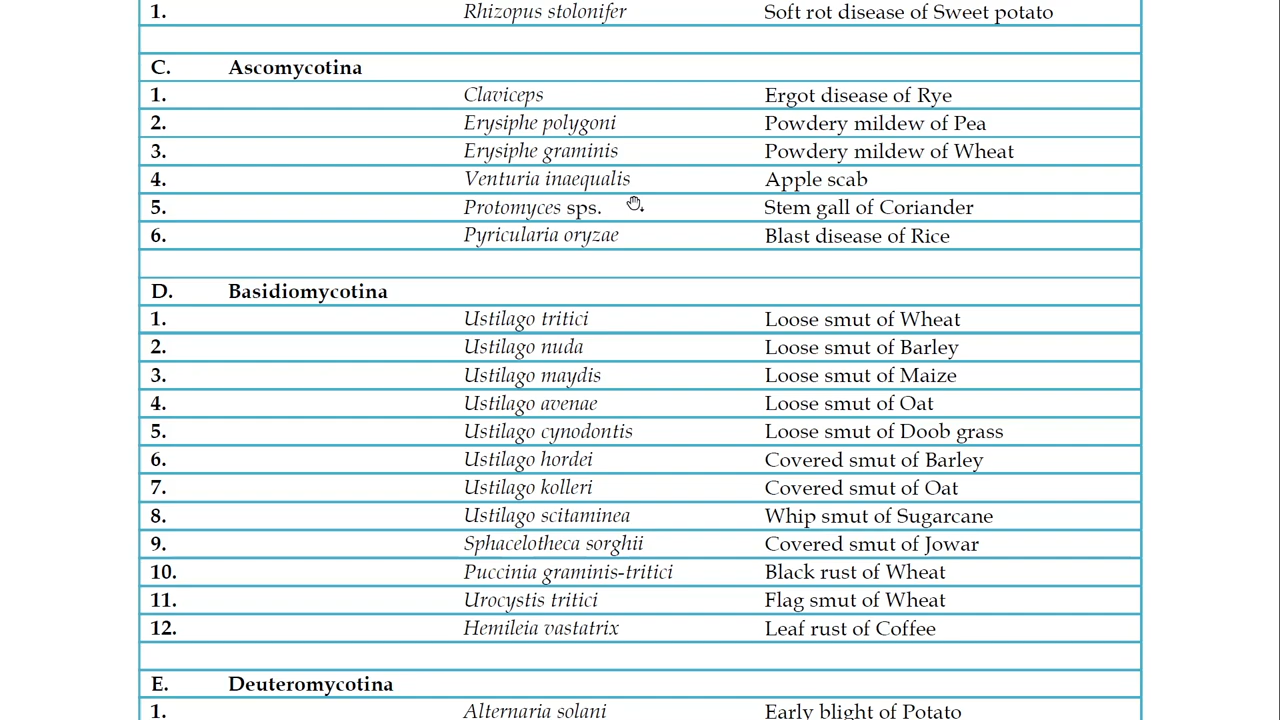 1. Rhizopus stolonifer Soft rot disease of Sweet potato
C. Ascomycotina
1. Claviceps Ergot disease of Rye
2. Erysiphe polygoni Powdery mildew of Pea
3. Erysiphe graminis Powdery mildew of Wheat
4. Venturia inaequalis Apple scab
5. Protomyces sps. Stem gall of Coriander
6. Pyricularia oryzae Blast disease of Rice
D. Basidiomycotina
1. Ustilago tritici Loose smut of Wheat
2. Ustilago nuda Loose smut of Barley
3. Ustilago maydis Loose smut of Maize
4. Ustilago avenae Loose smut of Oat
5. Ustilago cynodontis Loose smut of Doob grass
6. Ustilago hordei Covered smut of Barley
7. Ustilago kolleri Covered smut of Oat
8. Ustilago scitaminea Whip smut of Sugarcane
9. Sphacelotheca sorghii Covered smut of Jowar
10. Puccinia graminis-tritici Black rust of Wheat
11. Urocystis tritici Flag smut of Wheat
12. Hemileia vastatrix Leaf rust of Coffee
E. Deuteromycotina
1. Alternaria solani Early blight of Potato